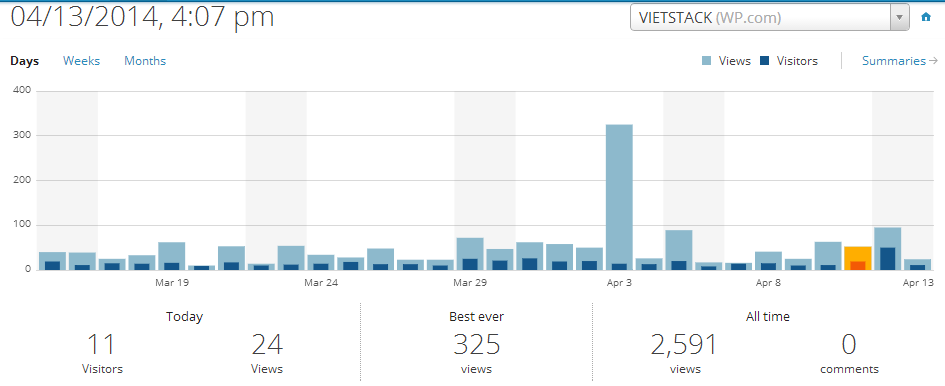 04/13/2014, 4:07 pm
VIETSTACK (WP.com)
Days Weeks Months
Views Visitors Summaries→
400
300
200
100
0
Mar 19 Mar 24 Mar 29 Apr 3 Apr 8 Apr 13
Today Best ever All time
11 24 325 2,591 0
Visitors Views views views comments